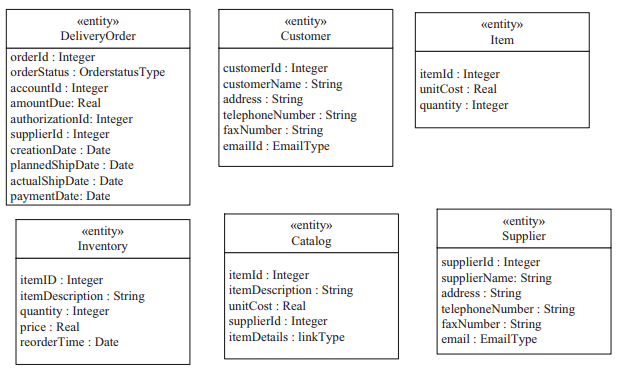 «entity»
DeliveryOrder
orderId : Integer
orderStatus : OrderstatusType
accountId : Integer
amountDue: Real
authorizationId: Integer
supplierId : Integer
creationDate : Date
plannedShipDate : Date
actualShipDate : Date
paymentDate: Date
«entity»
Customer
customerId : Integer
customerName : String
address : String
telephoneNumber : String
faxNumber : String
emailId : EmailType
«entity»
Item
itemId : Integer
unitCost : Real
quantity : Integer
«entity»
Inventory
itemID : Integer
itemDescription : String
quantity : Integer
price : Real
reorderTime : Date
«entity»
Catalog
itemId : Integer
itemDescription : String
unitCost : Real
supplierId : Integer
itemDetails : linkType
«entity»
Supplier
supplierId : Integer
supplierName: String
address : String
telephoneNumber : String
faxNumber : String
email : EmailType